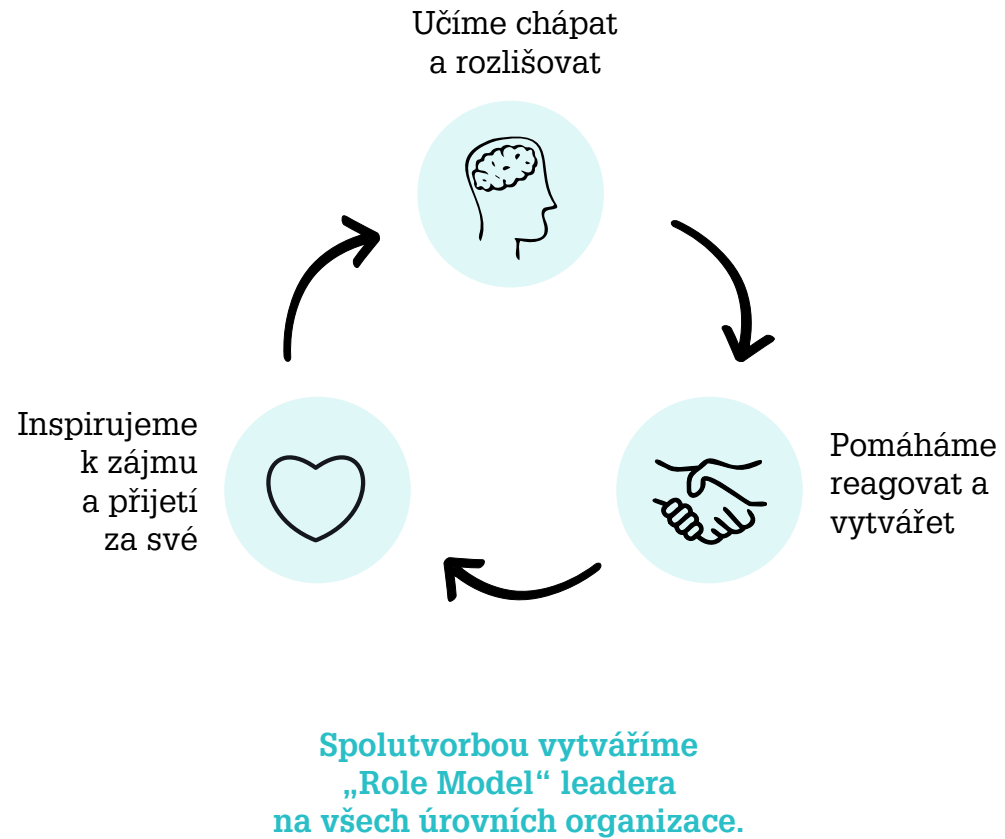 Učíme chápat
a rozlišovat
Inspirujeme
k zájmu
a přijetí
za své
Pomáháme
reagovat a
vytvářet
Spolutvorbou vytváříme
„Role Model“ leadera
na všech úrovních organizace.